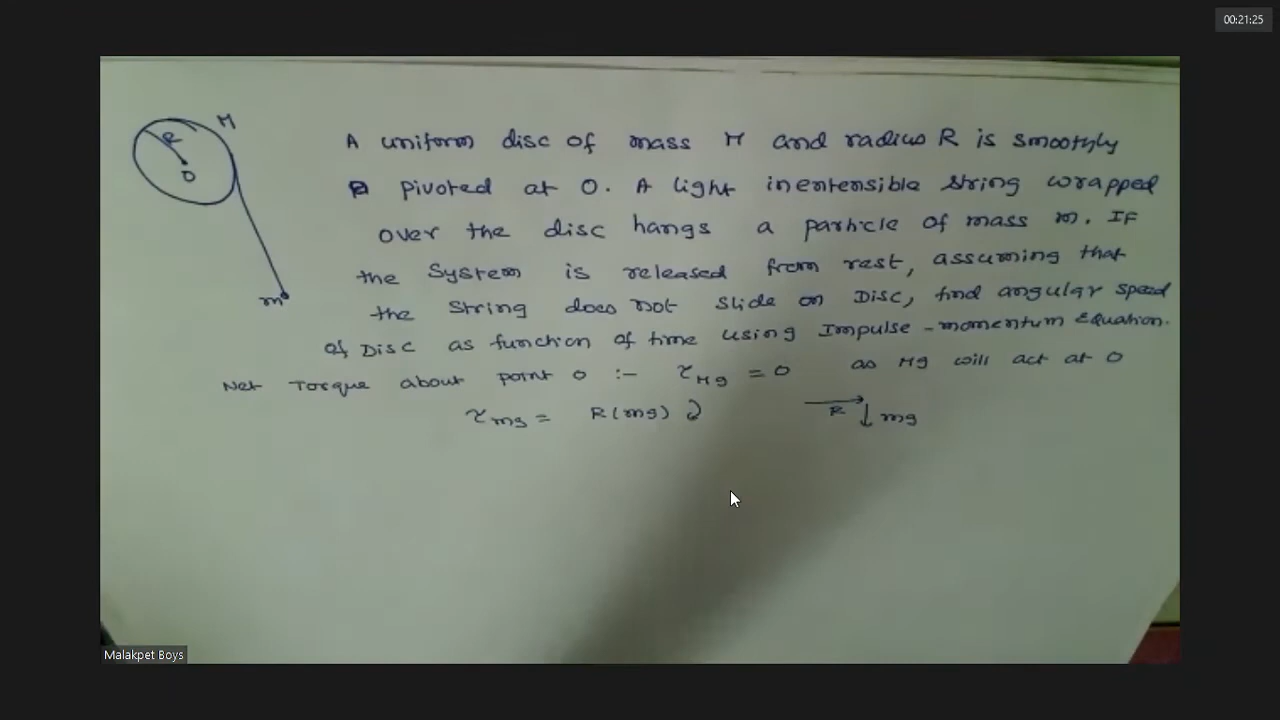 00:21:25
R
M
O
m
A uniform disc of mass M and radius R is smoothly
pivoted at O. A light inextensible string wrapped
over the disc hangs a particle of mass m. If
the System is released from rest, assuming that
the string does not slide on Disc, find angular speed
of Disc as function of time using Impulse - momentum Equation.
Net Torque about point O :- τMg = 0 as Mg will act at O
τmg = R(mg)
R mg
Malakpet Boys